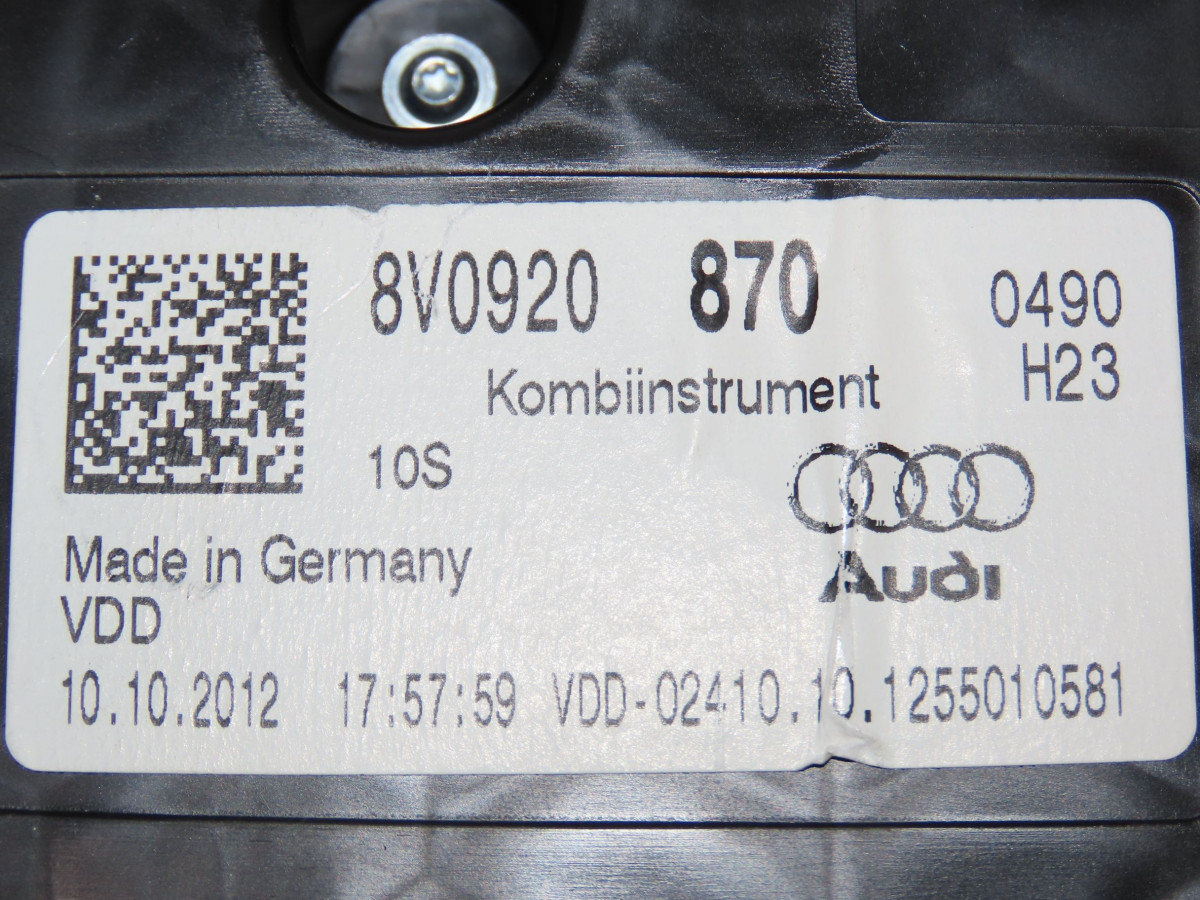 8V0920 870 0490
Kombiinstrument H23
10S
Audi
Made in Germany
VDD
10.10.2012 17:57:59 VDD-02410.10.1255010581